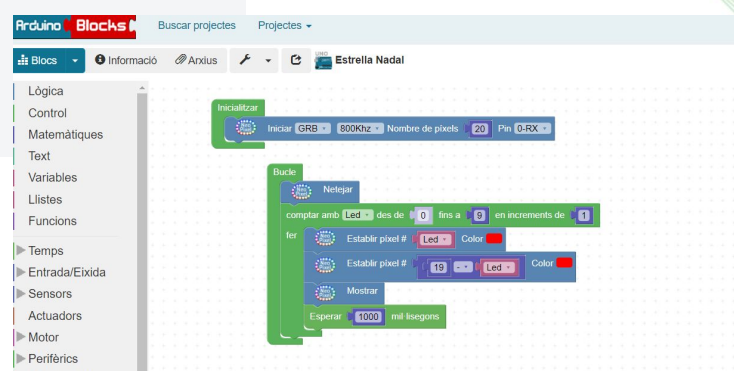 Arduino Blocks Buscar projectes Projectes
Blocs Informació Arxius UNO Estrella Nadal
Lògica
Control
Matemàtiques
Text
Variables
Llistes
Funcions
Temps
Entrada/Eixida
Sensors
Actuadors
Motor
Perifèrics
Inicialitzar
Iniciar GRB 800Khz Nombre de píxels 20 Pin 0-RX
Bucle
Netejar
comptar amb Led des de 0 fins a 9 en increments de 1
fer Establir píxel # Led Color
Establir píxel # 19 - Led Color
Mostrar
Esperar 1000 mil·lisegons